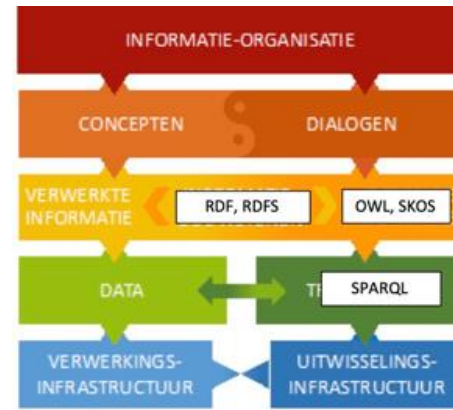 INFORMATIE-ORGANISATIE
CONCEPTEN
DIALOGEN
VERWERKTE
INFORMATIE
RDF, RDFS
OWL, SKOS
DATA
SPARQL
VERWERKINGS-
INFRASTRUCTUUR
UITWISSELINGS-
INFRASTRUCTUUR